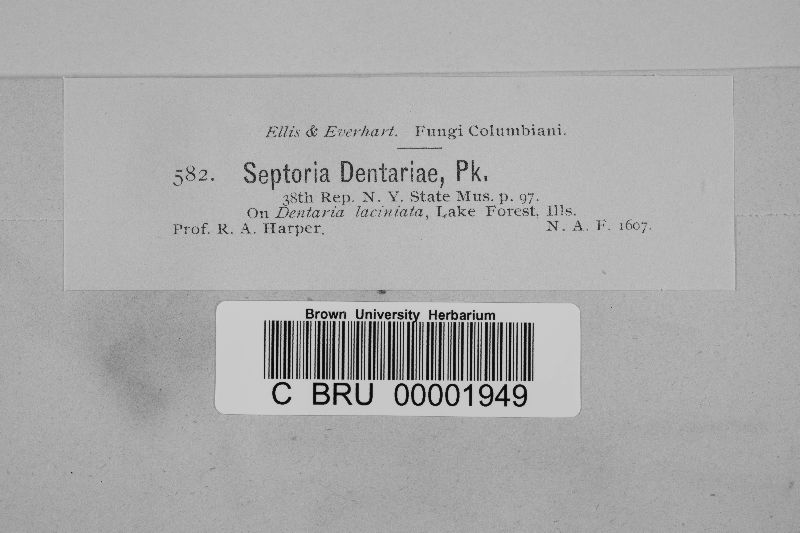 Ellis & Everhart. Fungi Columbiani.
582. Septoria Dentariae, Pk.
38th Rep. N. Y. State Mus. p. 97.
On Dentaria laciniata, Lake Forest, Ills.
Prof. R. A. Harper. N. A. F. 1607.
Brown University Herbarium
C BRU 00001949